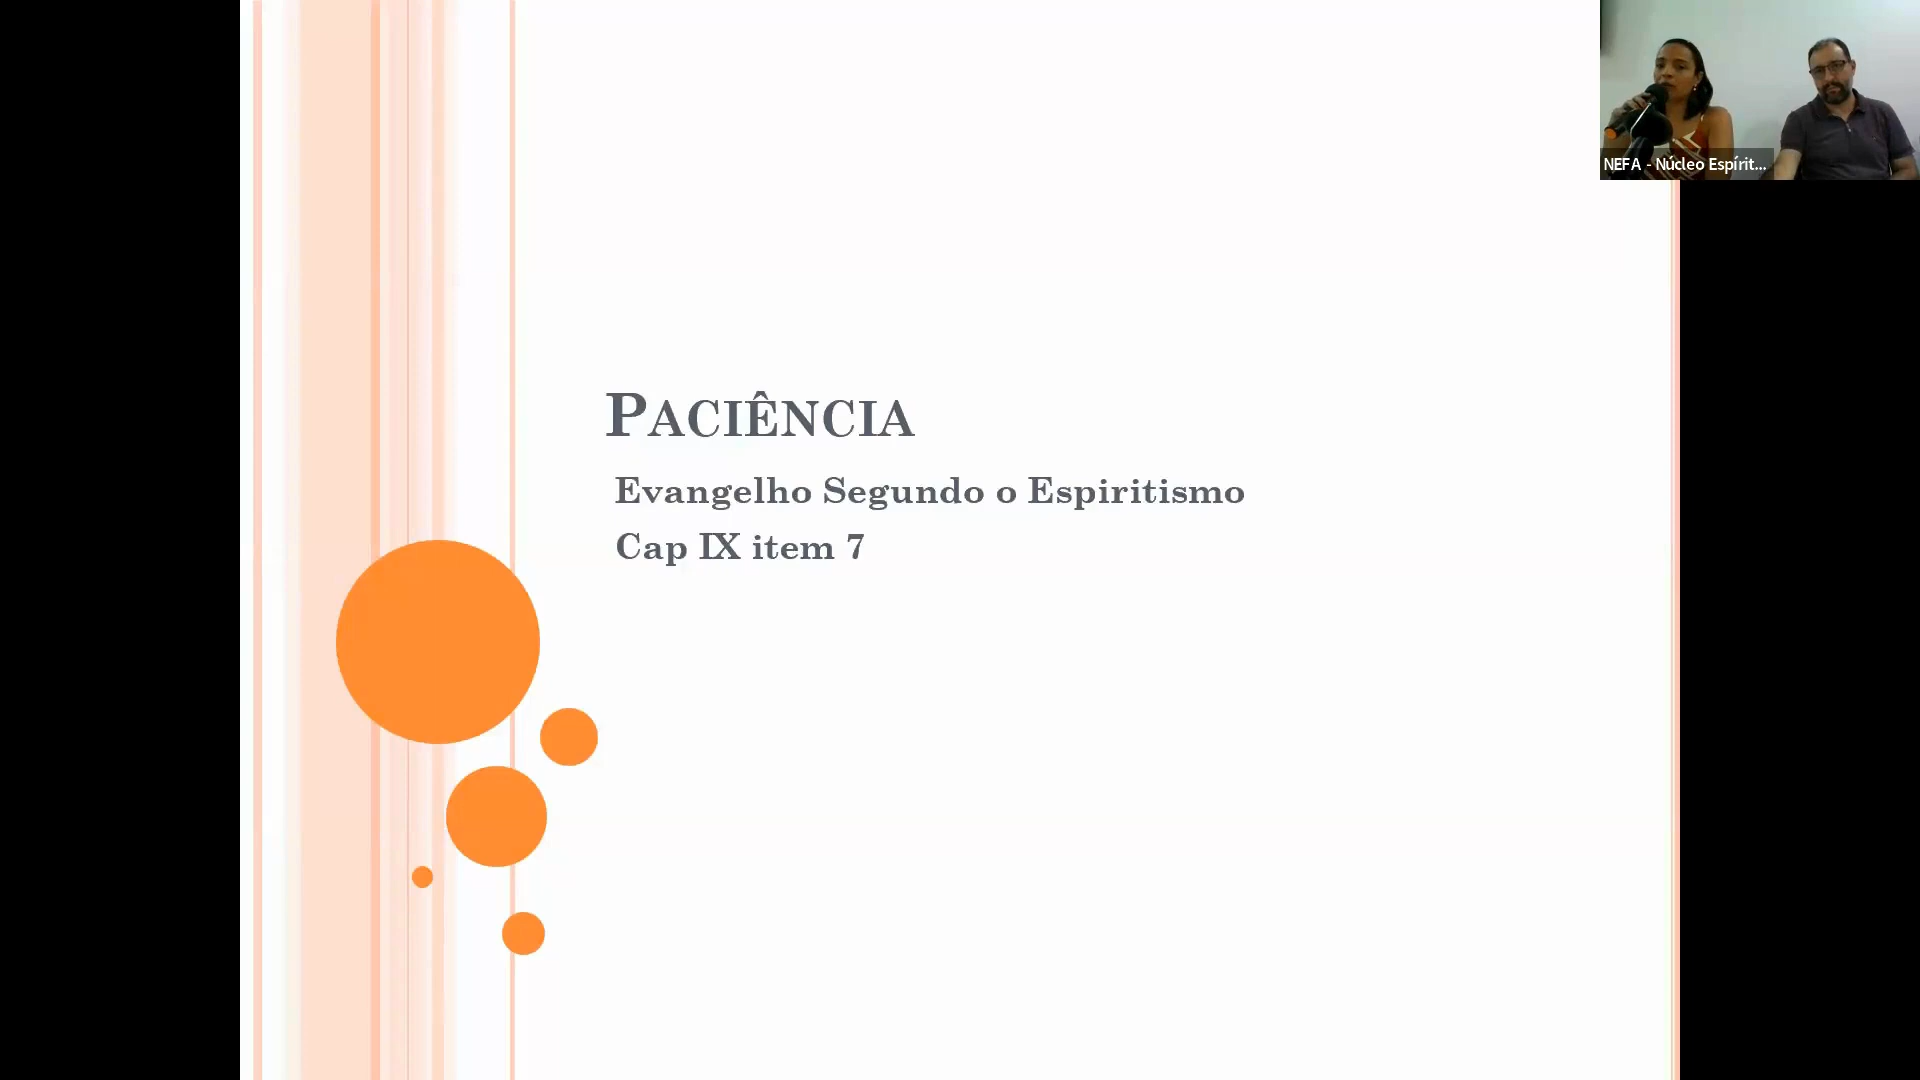 PACIÊNCIA
Evangelho Segundo o Espiritismo
Cap IX item 7
NEFA - Núcleo Espírit...